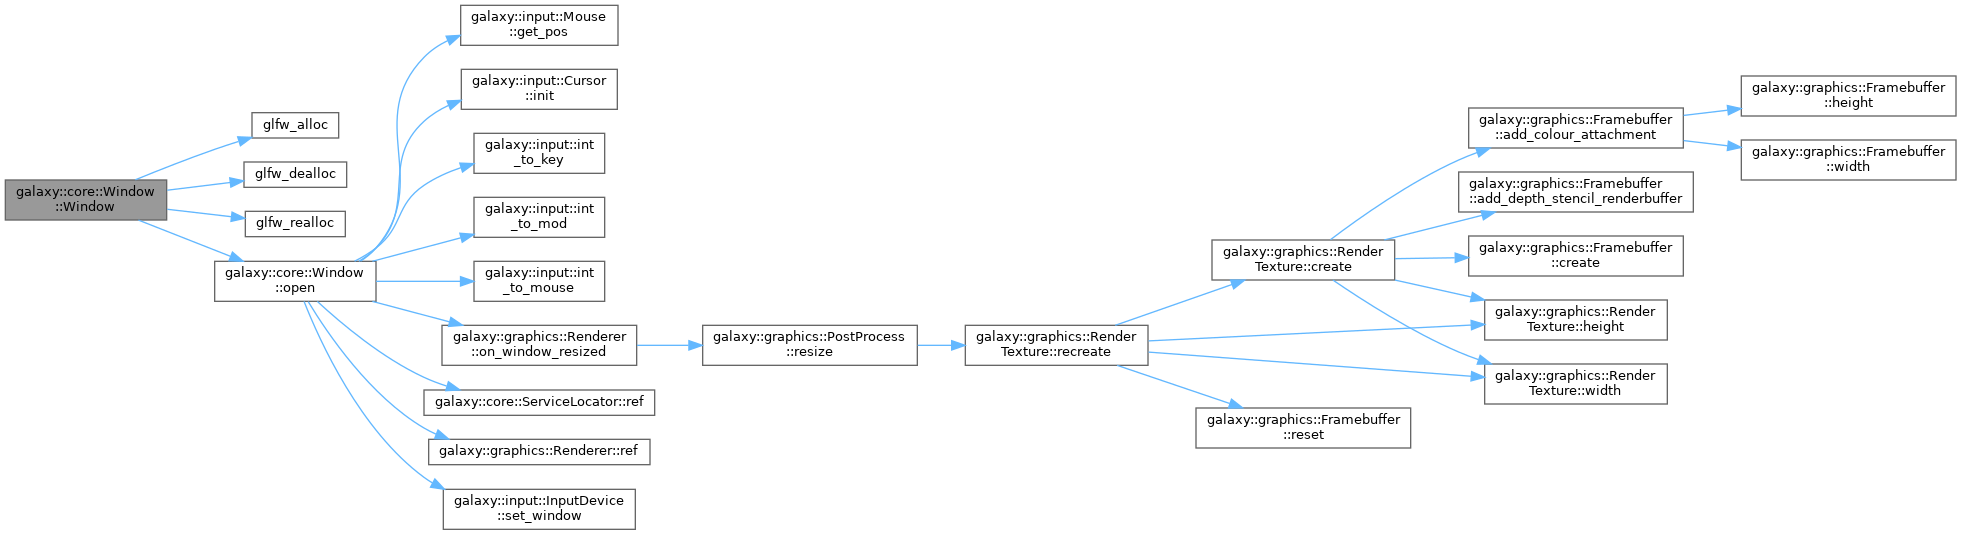 galaxy::core::Window
::Window
glfw_alloc
glfw_dealloc
glfw_realloc
galaxy::core::Window
::open
galaxy::input::Mouse
::get_pos
galaxy::input::Cursor
::init
galaxy::input::int
_to_key
galaxy::input::int
_to_mod
galaxy::input::int
_to_mouse
galaxy::graphics::Renderer
::on_window_resized
galaxy::core::ServiceLocator::ref
galaxy::graphics::Renderer::ref
galaxy::input::InputDevice
::set_window
galaxy::graphics::PostProcess
::resize
galaxy::graphics::Render
Texture::recreate
galaxy::graphics::Render
Texture::create
galaxy::graphics::Framebuffer
::reset
galaxy::graphics::Framebuffer
::add_colour_attachment
galaxy::graphics::Framebuffer
::add_depth_stencil_renderbuffer
galaxy::graphics::Framebuffer
::create
galaxy::graphics::Render
Texture::height
galaxy::graphics::Render
Texture::width
galaxy::graphics::Framebuffer
::height
galaxy::graphics::Framebuffer
::width